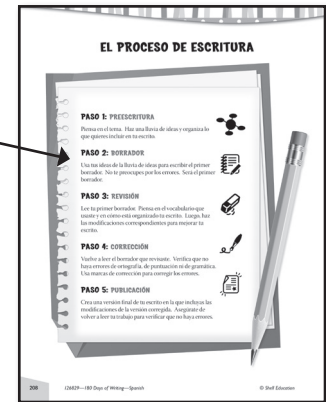 EL PROCESO DE ESCRITURA
PASO 1: PREESCRITURA
Piensa en el tema. Haz una lluvia de ideas y organiza lo
que quieres incluir en tu escrito.
PASO 2: BORRADOR
Usa tus ideas de la lluvia de ideas para escribir el primer
borrador. No te preocupes por los errores. Será el primer
borrador.
PASO 3: REVISIÓN
Lee tu primer borrador. Piensa en el vocabulario que
usaste y en cómo está organizado tu escrito. Luego, haz
las modificaciones correspondientes para mejorar tu
escrito.
PASO 4: CORRECCIÓN
Vuelve a leer el borrador que revisaste. Verifica que no
haya errores de ortografía, de puntuación ni de gramática.
Usa marcas de corrección para corregir los errores.
PASO 5: PUBLICACIÓN
Crea una versión final de tu escrito en la que incluyas las
modificaciones de la versión corregida. Asegúrate de
volver a leer tu trabajo para verificar que no haya errores.
208 126829—180 Days of Writing—Spanish © Shell Education